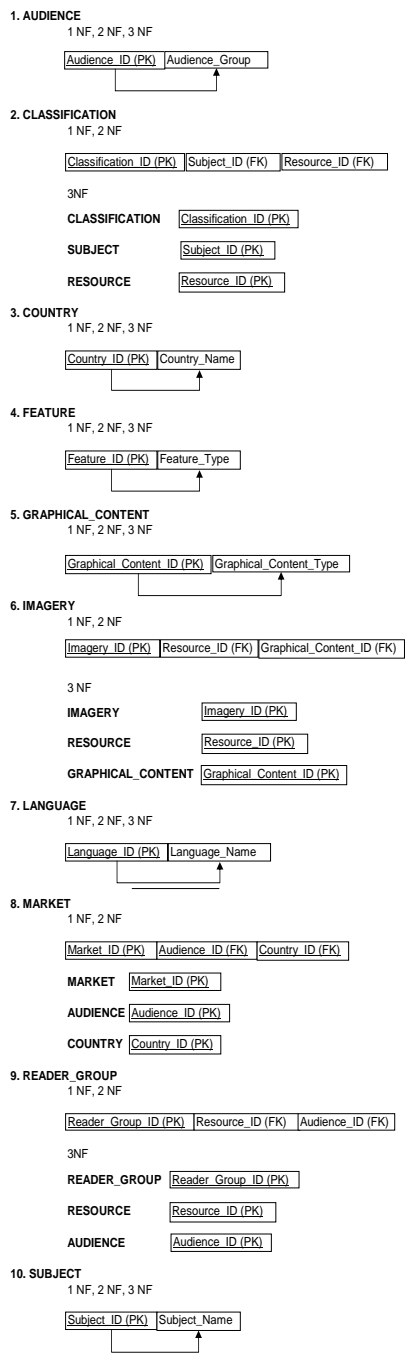 1. AUDIENCE
1 NF, 2 NF, 3 NF
Audience_ID (PK) Audience_Group
2. CLASSIFICATION
1 NF, 2 NF
Classification_ID (PK) Subject_ID (FK) Resource_ID (FK)
3NF
CLASSIFICATION Classification_ID (PK)
SUBJECT Subject_ID (PK)
RESOURCE Resource_ID (PK)
3. COUNTRY
1 NF, 2 NF, 3 NF
Country_ID (PK) Country_Name
4. FEATURE
1 NF, 2 NF, 3 NF
Feature_ID (PK) Feature_Type
5. GRAPHICAL_CONTENT
1 NF, 2 NF, 3 NF
Graphical_Content_ID (PK) Graphical_Content_Type
6. IMAGERY
1 NF, 2 NF
Imagery_ID (PK) Resource_ID (FK) Graphical_Content_ID (FK)
3 NF
IMAGERY Imagery_ID (PK)
RESOURCE Resource_ID (PK)
GRAPHICAL_CONTENT Graphical_Content_ID (PK)
7. LANGUAGE
1 NF, 2 NF, 3 NF
Language_ID (PK) Language_Name
8. MARKET
1 NF, 2 NF
Market_ID (PK) Audience_ID (FK) Country_ID (FK)
MARKET Market_ID (PK)
AUDIENCE Audience_ID (PK)
COUNTRY Country_ID (PK)
9. READER_GROUP
1 NF, 2 NF
Reader_Group_ID (PK) Resource_ID (FK) Audience_ID (FK)
3NF
READER_GROUP Reader_Group_ID (PK)
RESOURCE Resource_ID (PK)
AUDIENCE Audience_ID (PK)
10. SUBJECT
1 NF, 2 NF, 3 NF
Subject_ID (PK) Subject_Name